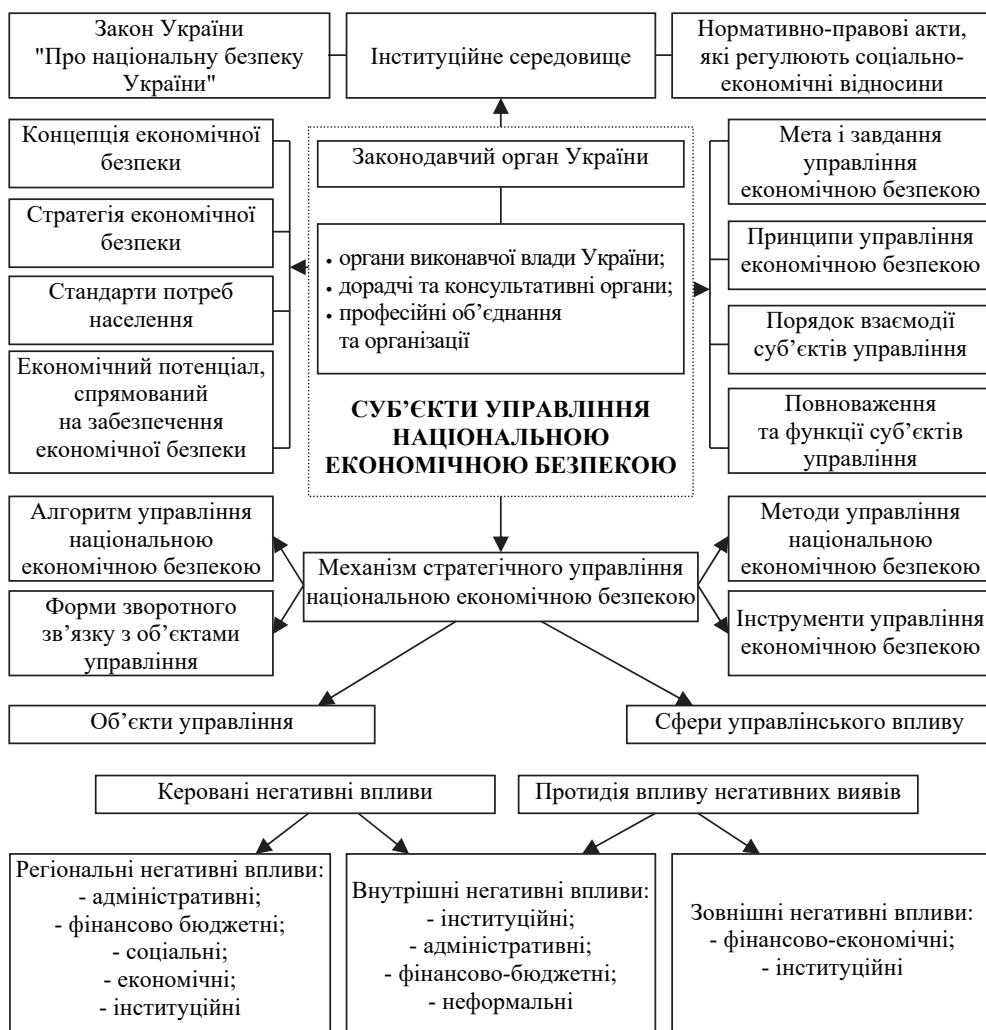 Закон України
"Про національну безпеку
України"
Інституційне середовище
Нормативно-правові акти,
які регулюють соціально-
економічні відносини
Концепція економічної
безпеки
Стратегія економічної
безпеки
Стандарти потреб
населення
Економічний потенціал,
спрямований
на забезпечення
економічної безпеки
Законодавчий орган України
• органи виконавчої влади України;
• дорадчі та консультативні органи;
• професійні об’єднання
та організації
СУБ’ЄКТИ УПРАВЛІННЯ
НАЦІОНАЛЬНОЮ
ЕКОНОМІЧНОЮ БЕЗПЕКОЮ
Мета і завдання
управління
економічною безпекою
Принципи управління
економічною безпекою
Порядок взаємодії
суб’єктів управління
Повноваження
та функції суб’єктів
управління
Алгоритм управління
національною
економічною безпекою
Форми зворотного
зв’язку з об’єктами
управління
Механізм стратегічного управління
національною економічною безпекою
Методи управління
національною
економічною безпекою
Інструменти управління
економічною безпекою
Об’єкти управління
Сфери управлінського впливу
Керовані негативні впливи
Протидія впливу негативних виявів
Регіональні негативні впливи:
- адміністративні;
- фінансово бюджетні;
- соціальні;
- економічні;
- інституційні
Внутрішні негативні впливи:
- інституційні;
- адміністративні;
- фінансово-бюджетні;
- неформальні
Зовнішні негативні впливи:
- фінансово-економічні;
- інституційні